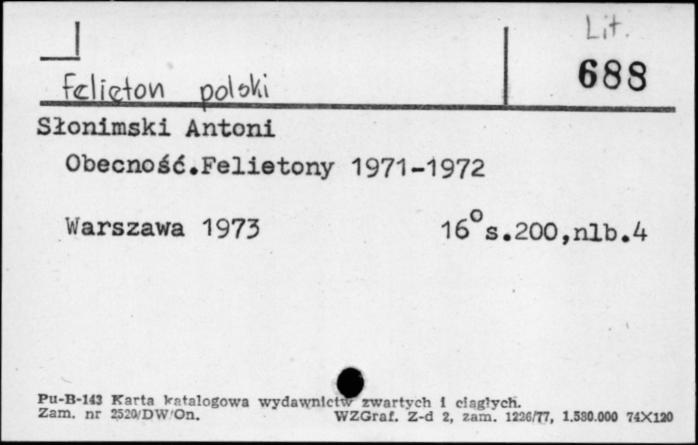 Lit.
688
Felieton polski
Słonimski Antoni
Obecność.Felietony 1971-1972
Warszawa 1973 16° s.200,nlb.4
Pu-B-143 Karta katalogowa wydawnictw zwartych i ciągłych.
Zam. nr 2520/DW/On. WZGraf. Z-d 2, zam. 1226/77, 1.580.000 74X120